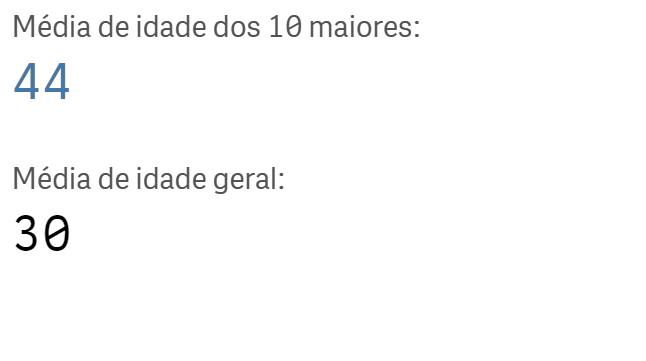 Média de idade dos 10 maiores:
44
Média de idade geral:
30